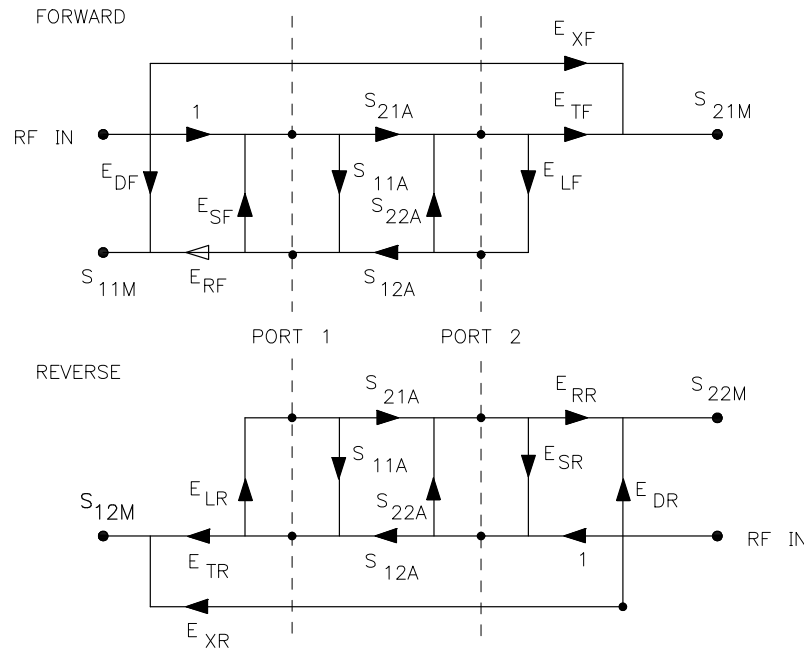 FORWARD
E XF
1
S 21A
E TF
S 21M
RF IN
E DF
S 11A
E LF
E SF
S 22A
S 11M
E RF
S 12A
PORT 1
PORT 2
REVERSE
S 21A
E RR
S 22M
S 11A
E SR
S 12M
E LR
S 22A
E DR
E TR
S 12A
1
RF IN
E XR